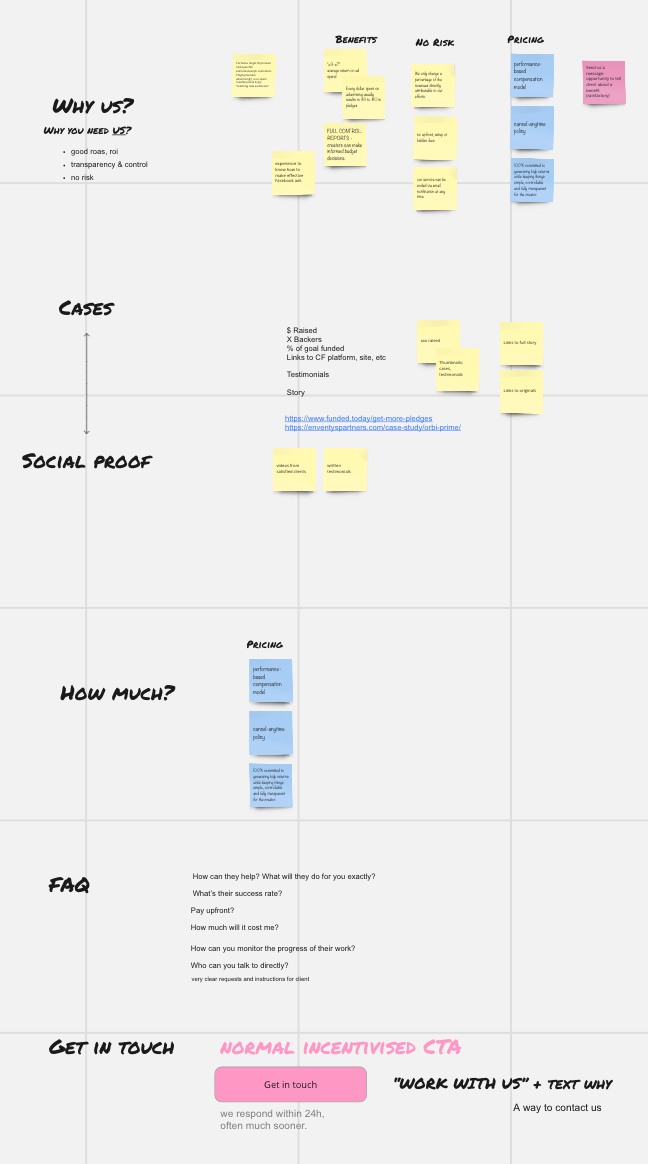 Why us?
Why you need us?
good roas, roi
transparency & control
no risk
experience to
know how to
make effective
Facebook ads
Benefits
average return on ad
spend
Every dollar spent on
advertising usually
results in
pledges
FULL CONTROL
REPORTS -
creators can make
informed budget
decisions.
No Risk
We only charge a
percentage of the
revenues directly
attributable to our
efforts
no upfront, setup or
hidden fees
our service can be
ended via email
notification at any
time
Pricing
performance-
based
compensation
model
cancel-anytime
policy
100% committed to
generating high returns
while keeping things
simple, controllable
and fully transparent
for the creator.
Send us a
message
opportunity to tell
client about a
benefit
(satisfactory)
Cases
$ Raised
X Backers
% of goal funded
Links to CF platform, site, etc
Testimonials
Story
https://www.funded.today/get-more-pledges
https://enventyspartners.com/case-study/orbi-prime/
xxx raised
Thumbnails:
cases,
testimonials
Links to full story
Links to originals
Social proof
videos from
satisfied clients
written
testimonials
How much?
Pricing
performance-
based
compensation
model
cancel-anytime
policy
100% committed to
generating high returns
while keeping things
simple, controllable
and fully transparent
for the creator.
FAQ
How can they help? What will they do for you exactly?
What's their success rate?
Pay upfront?
How much will it cost me?
How can you monitor the progress of their work?
Who can you talk to directly?
very clear requests and instructions for client
Get in touch
normal incentivised CTA
Get in touch
we respond within 24h,
often much sooner.
"work with us" + text why
A way to contact us